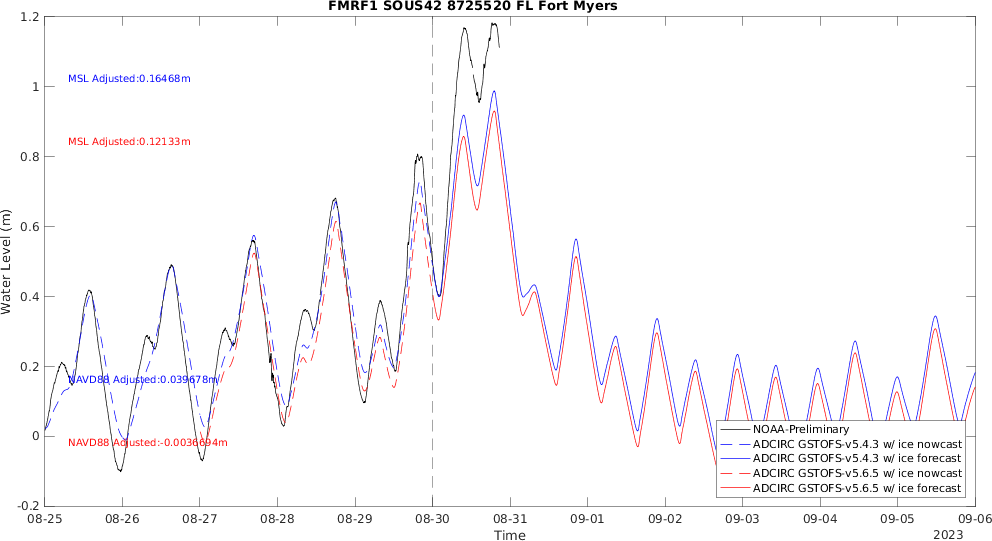 FMRF1 SOUS42 8725520 FL Fort Myers
1.2
1
0.8
0.6
0.4
0.2
0
-0.2
Water Level (m)
MSL Adjusted:0.16468m
MSL Adjusted:0.12133m
NAVD88 Adjusted:0.039678m
NAVD88 Adjusted:-0.0036694m
NOAA-Preliminary
ADCIRC GSTOFS-v5.4.3 w/ ice nowcast
ADCIRC GSTOFS-v5.4.3 w/ ice forecast
ADCIRC GSTOFS-v5.6.5 w/ ice nowcast
ADCIRC GSTOFS-v5.6.5 w/ ice forecast
08-25 08-26 08-27 08-28 08-29 08-30 08-31 09-01 09-02 09-03 09-04 09-05 09-06
Time
2023